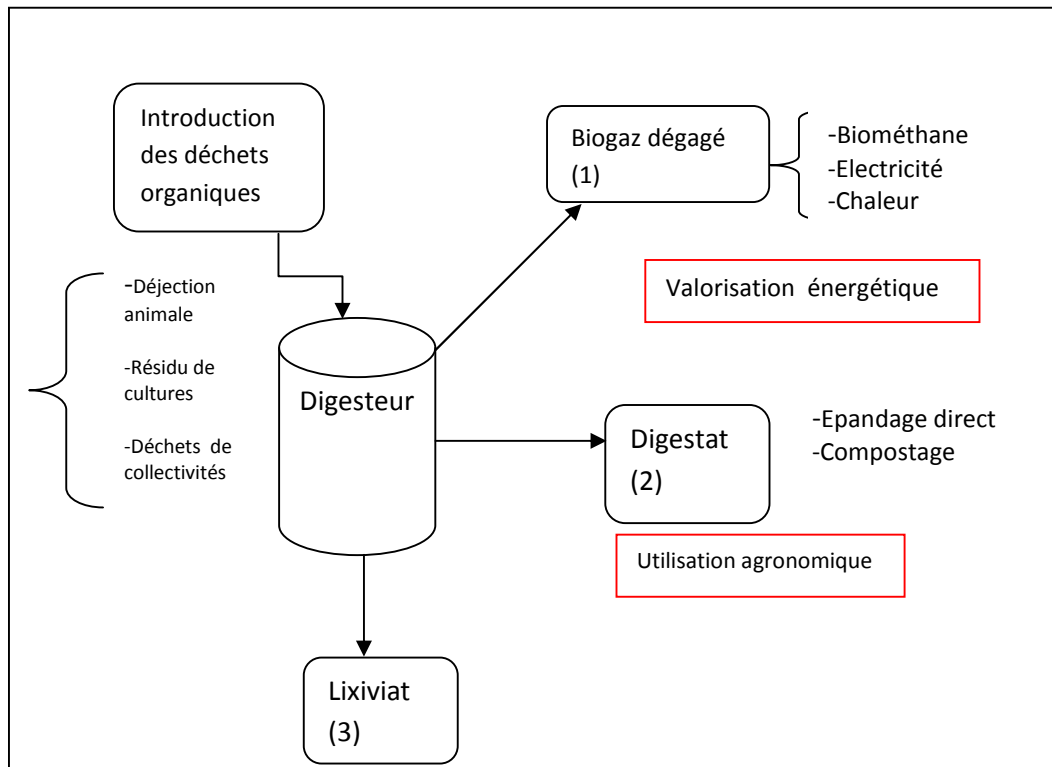 Introduction
des déchets
organiques
Biogaz dégagé
(1)
-Biométhane
-Electricité
-Chaleur
-Déjection
animale
-Résidu de
cultures
-Déchets de
collectivités
Valorisation énergétique
Digesteur
Digestat
(2)
-Epandage direct
-Compostage
Utilisation agronomique
Lixiviat
(3)